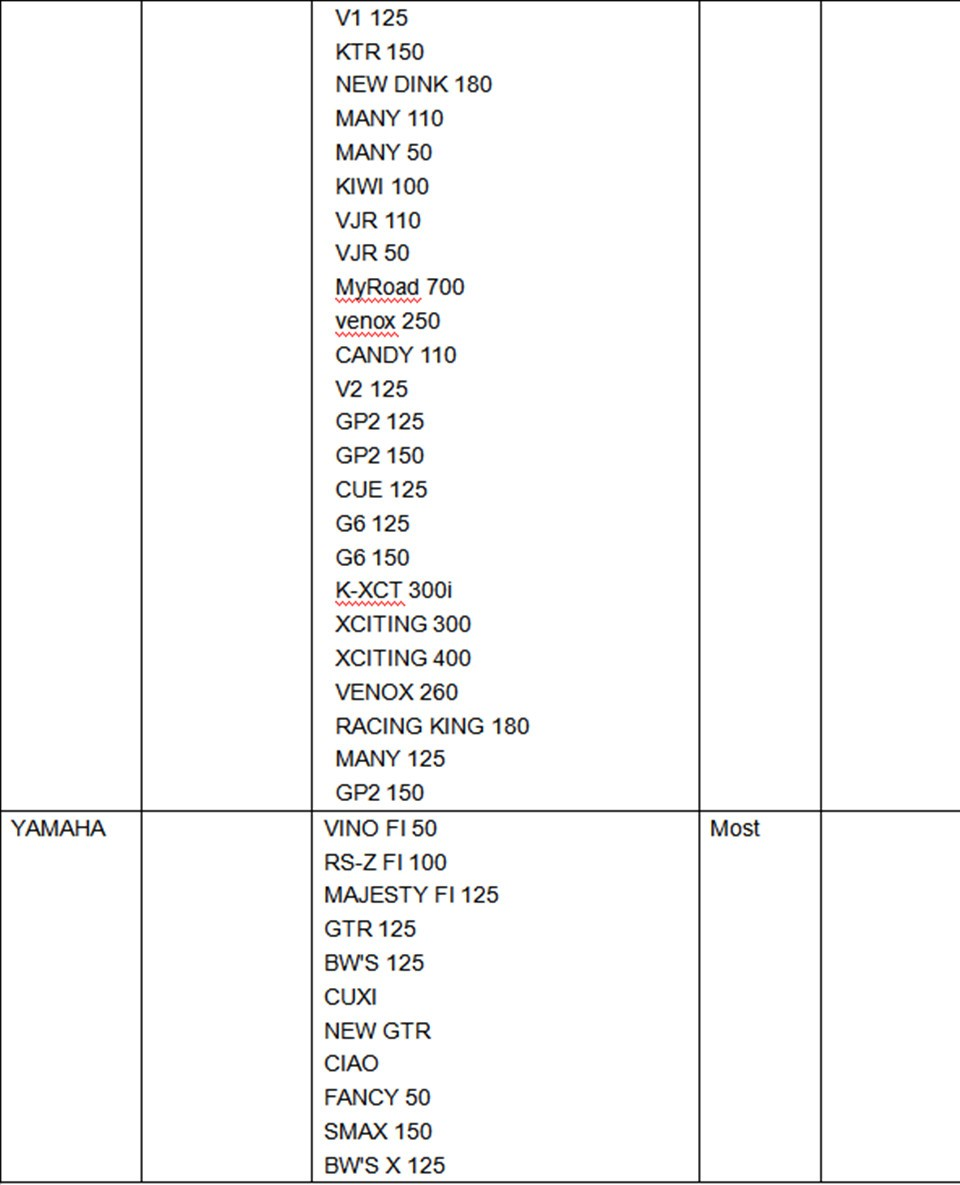 V1 125
KTR 150
NEW DINK 180
MANY 110
MANY 50
KIWI 100
VJR 110
VJR 50
MyRoad 700
venox 250
CANDY 110
V2 125
GP2 125
GP2 150
CUE 125
G6 125
G6 150
K-XCT 300i
XCITING 300
XCITING 400
VENOX 260
RACING KING 180
MANY 125
GP2 150
YAMAHA VINO FI 50 Most
RS-Z FI 100
MAJESTY FI 125
GTR 125
BW'S 125
CUXI
NEW GTR
CIAO
FANCY 50
SMAX 150
BW'S X 125